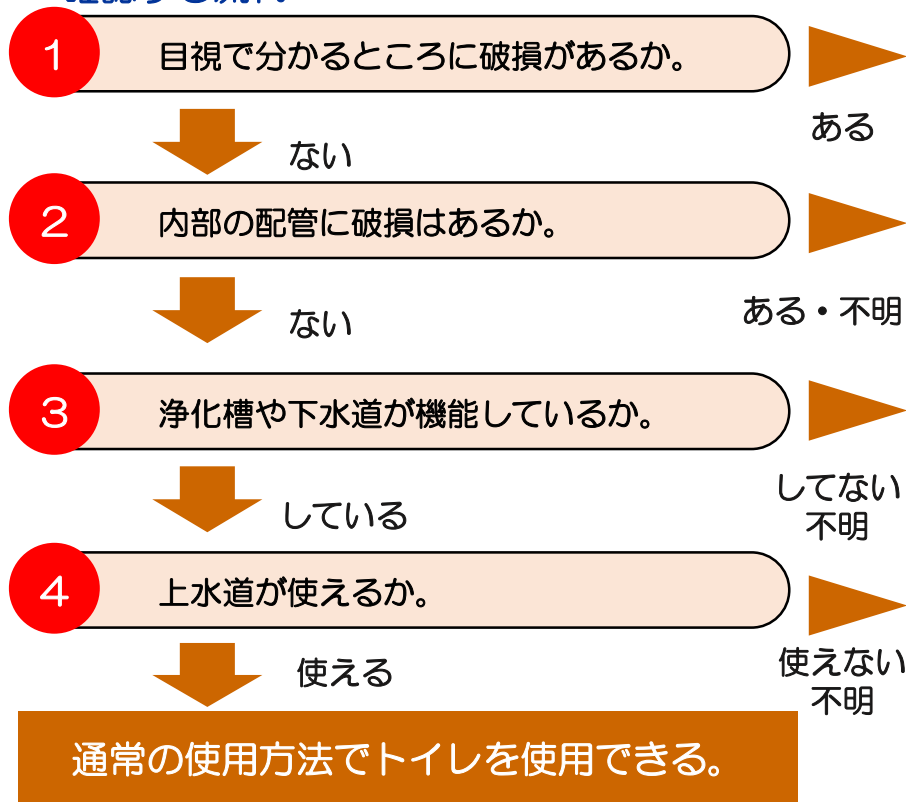 1 目視で分かるところに破損があるか。
ある
ない
2 内部の配管に破損はあるか。
ある・不明
ない
3 浄化槽や下水道が機能しているか。
してない
不明
している
4 上水道が使えるか。
使えない
不明
使える
通常の使用方法でトイレを使用できる。